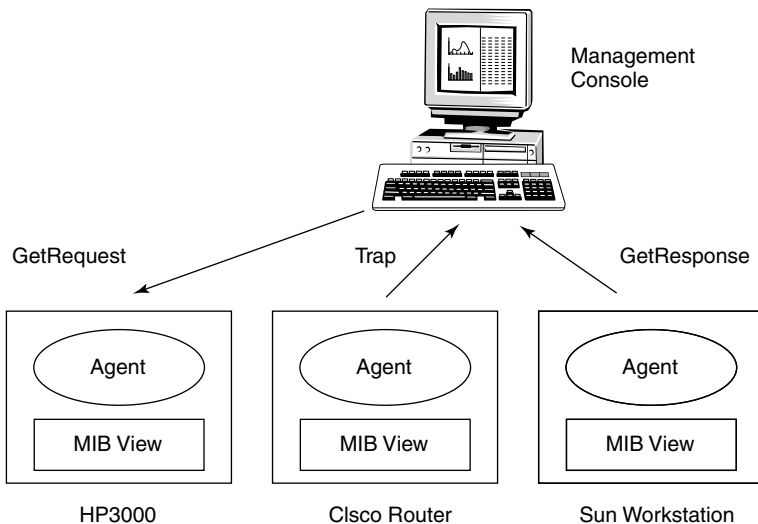 Management
Console
GetRequest
Trap
GetResponse
Agent
Agent
Agent
MIB View
MIB View
MIB View
HP3000
Clsco Router
Sun Workstation